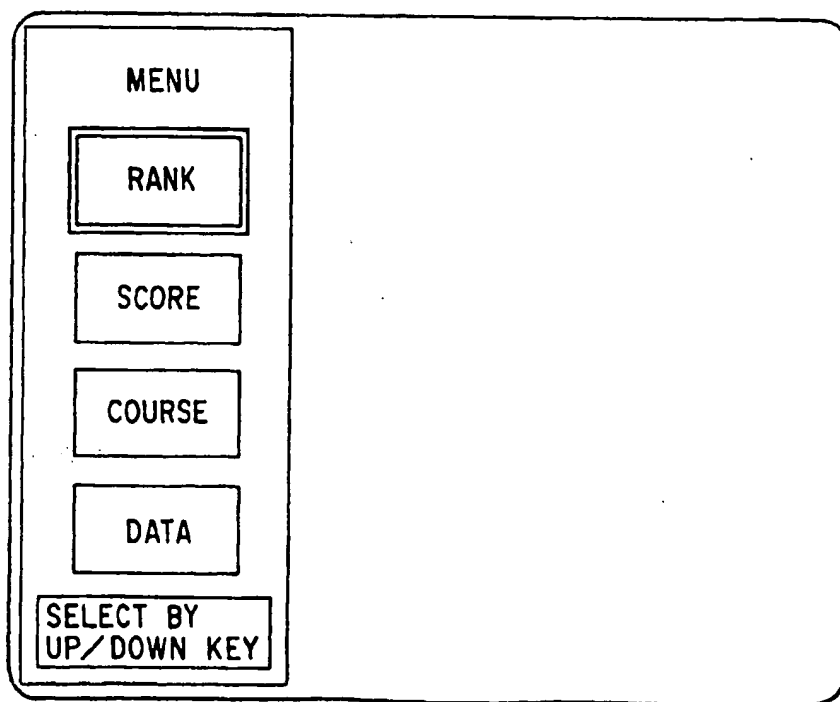 MENU
RANK
SCORE
COURSE
DATA
SELECT BY
UP/DOWN KEY